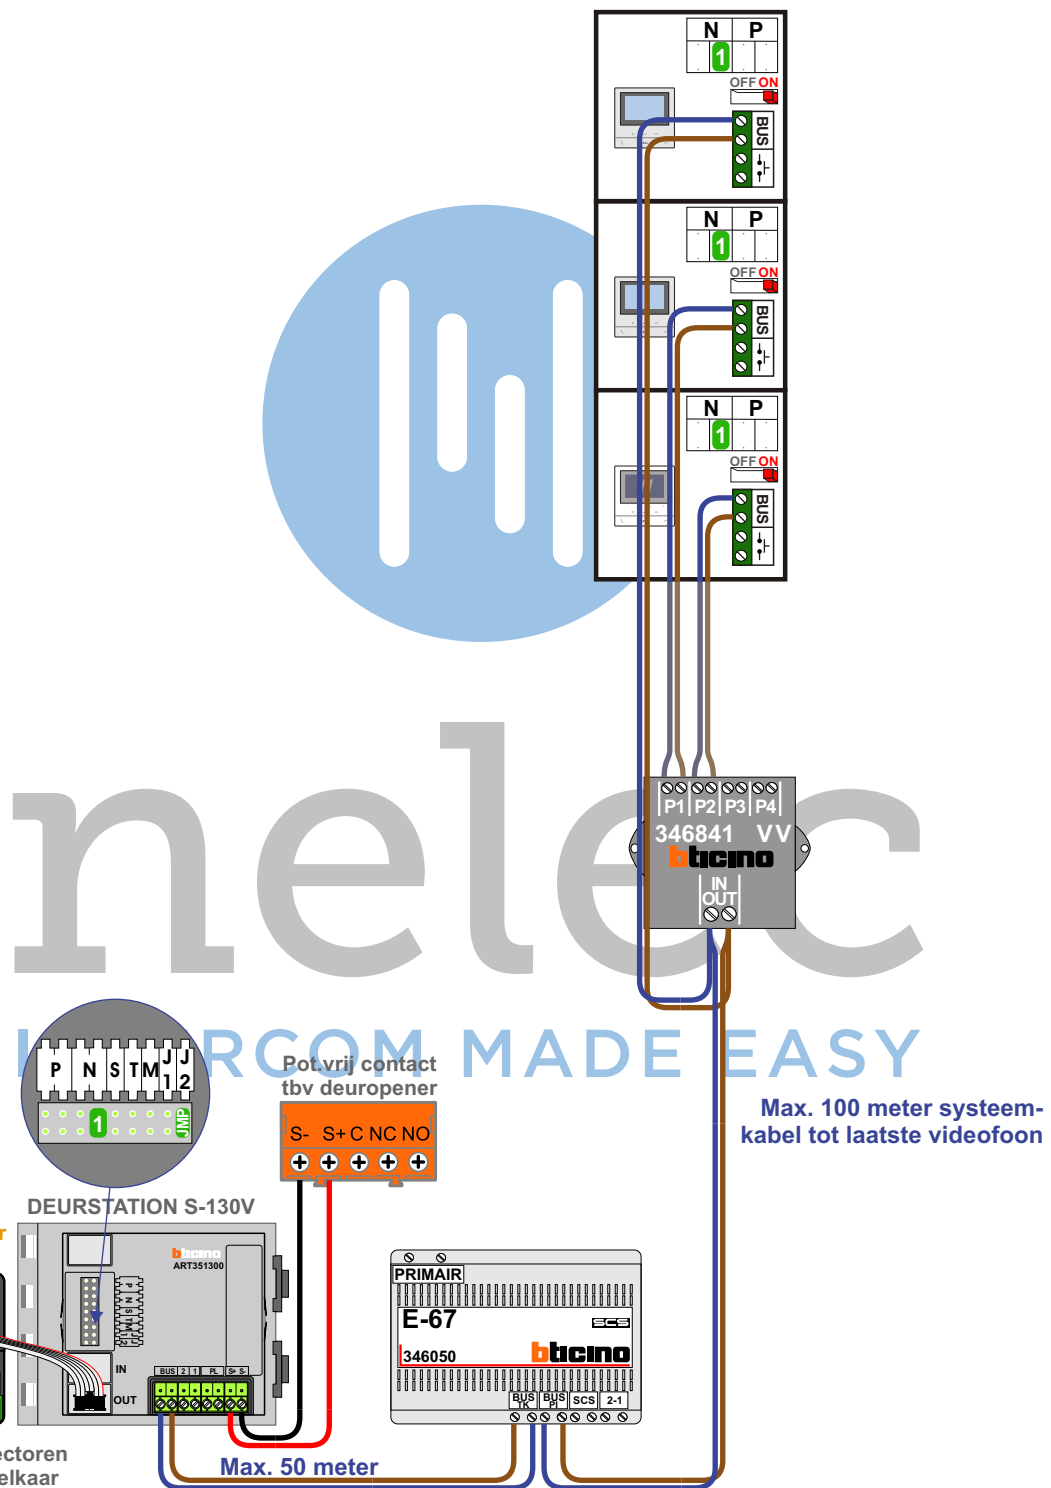 N P
1
OFF ON
BUS
N P
1
OFF ON
BUS
N P
1
OFF ON
BUS
nelec
INTERCOM MADE EASY
P1 P2 P3 P4
346841 V V
bticino
IN
OUT
Max. 100 meter systeem-
kabel tot laatste videofoon
P N S T M J1 J2
1 JMP
Pot.vrij contact
tbv deuropener
S- S+ C NC NO
DEURSTATION S-130V
r
bticino
ART351300
P N S T M J1 J2
IN
OUT
BUS 2 1 PL S+ S-
PRIMAIR
E-67
SCS
346050
bticino
BUS TK BUS PI SCS 2-1
Max. 50 meter
ectoren
elkaar